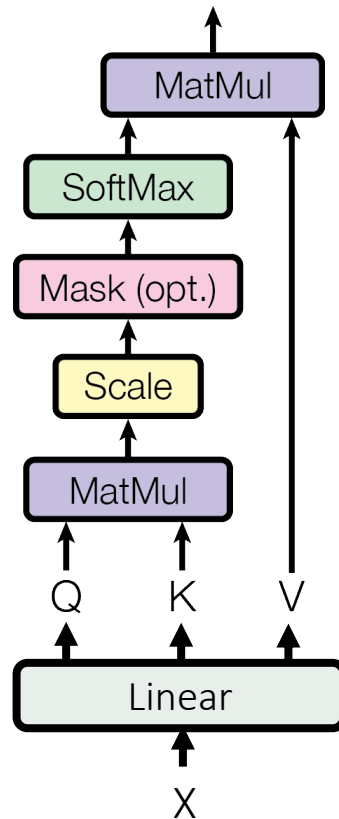 MatMul
SoftMax
Mask (opt.)
Scale
MatMul
Q K V
Linear
X